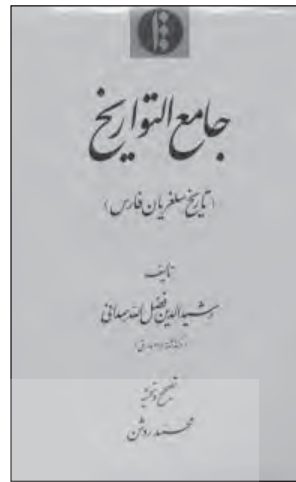 جامع التواریخ
(تاریخ سلغریان فارس)
تألیف
رشیدالدین فضل الله همدانی
تصحیح و تحشیه
محمد روشن